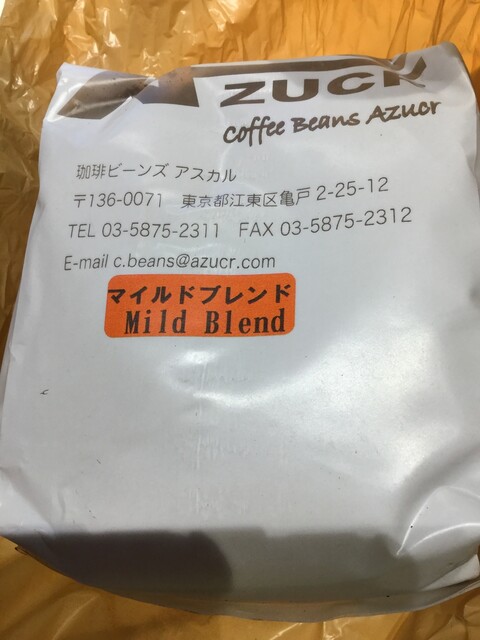 AZUCR
Coffee Beans Azucr
珈琲ビーンズ アスカル
〒136-0071 東京都江東区亀戸2-25-12
TEL 03-5875-2311 FAX 03-5875-2312
E-mail c.beans@azucr.com
マイルドブレンド
Mild Blend